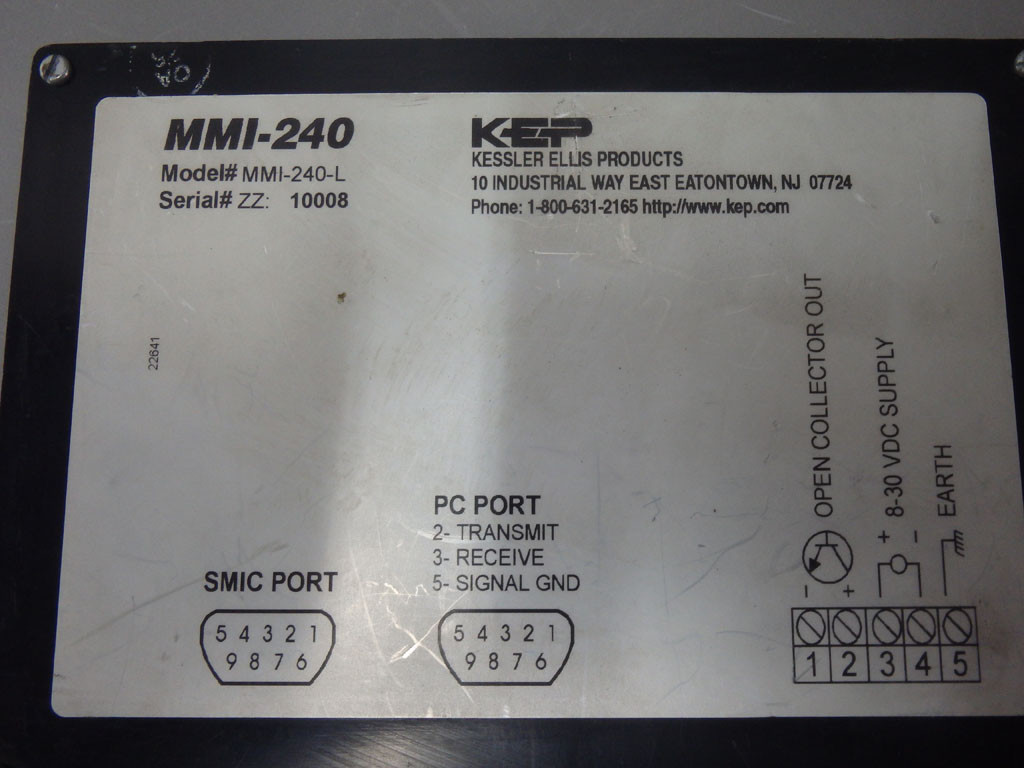 MMI-240
Model# MMI-240-L
Serial# ZZ: 10008
KEP
KESSLER ELLIS PRODUCTS
10 INDUSTRIAL WAY EAST EATONTOWN, NJ 07724
Phone: 1-800-631-2165 http://www.kep.com
22641
SMIC PORT
5 4 3 2 1
9 8 7 6
PC PORT
2- TRANSMIT
3- RECEIVE
5- SIGNAL GND
5 4 3 2 1
9 8 7 6
OPEN COLLECTOR OUT
8-30 VDC SUPPLY
EARTH
- + + -
1 2 3 4 5